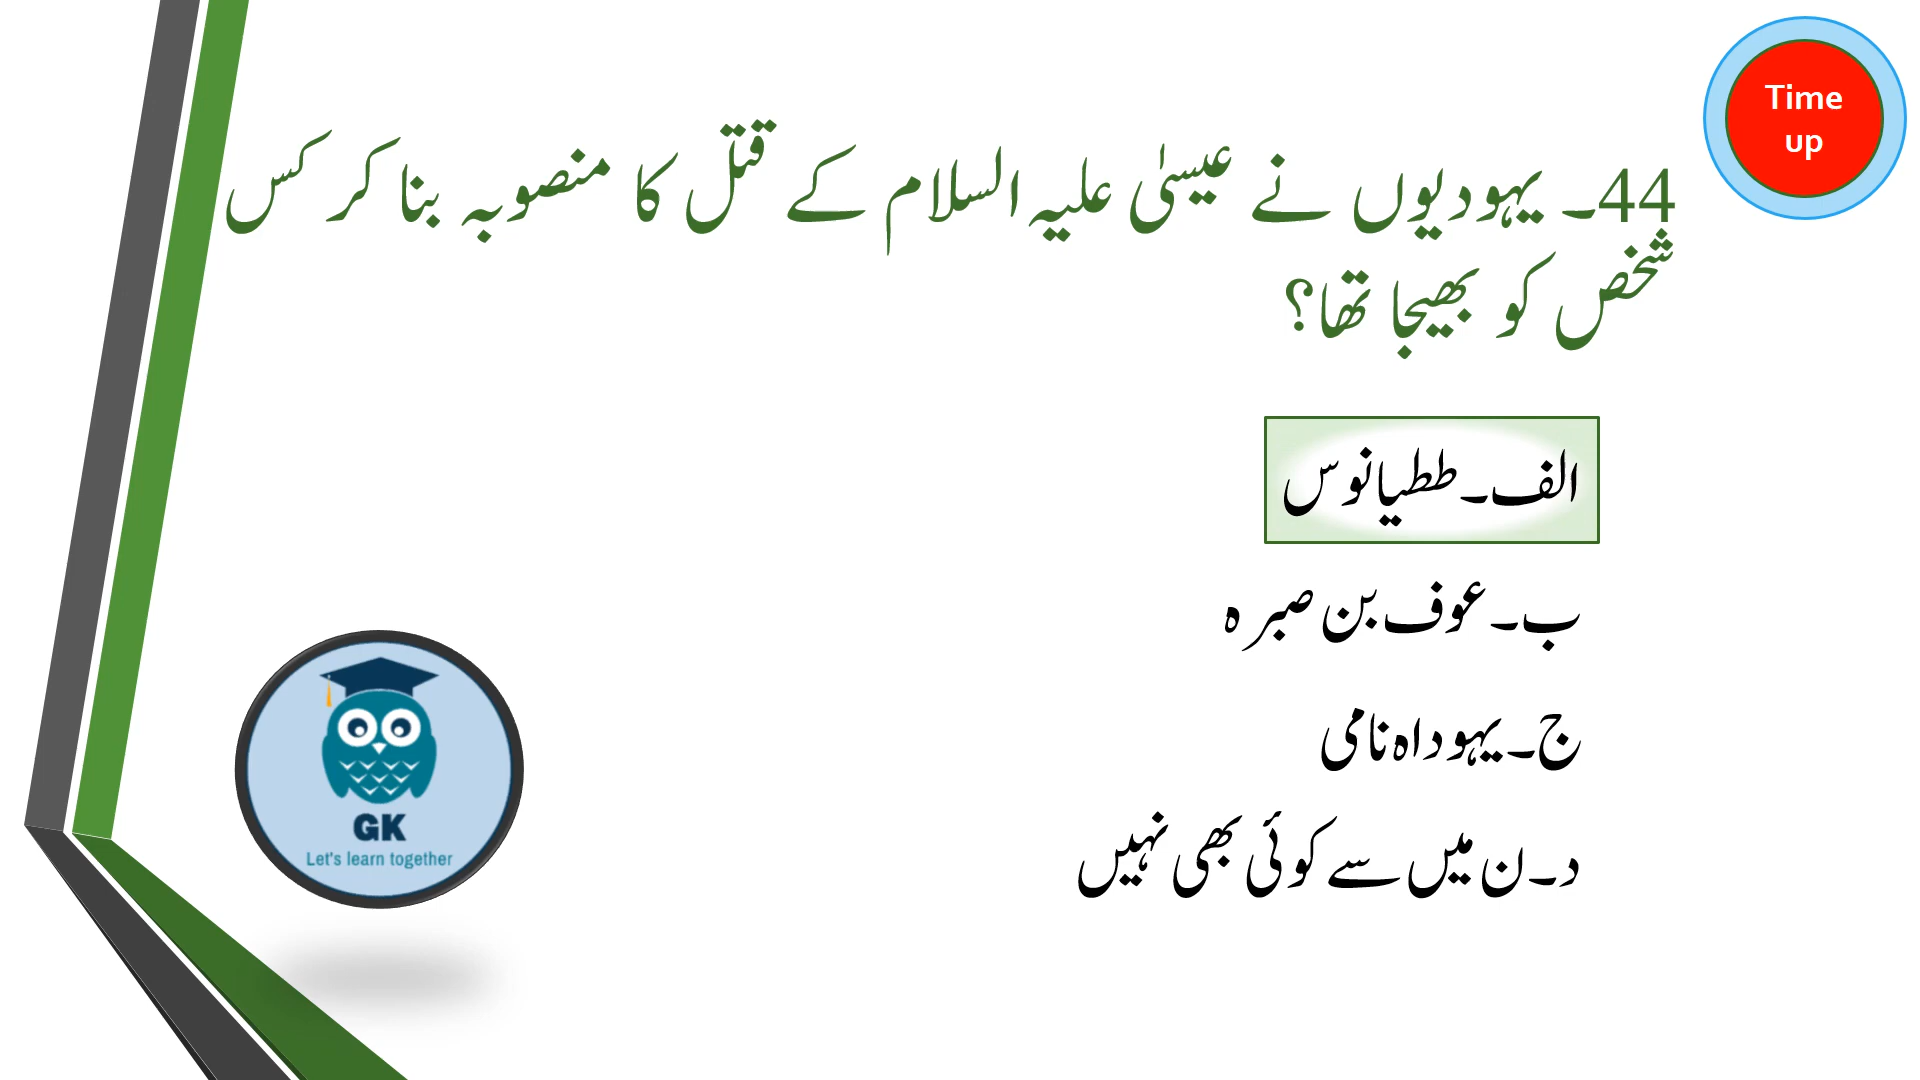 Time
up
44۔ یہودیوں نے عیسیٰ علیہ السلام کے قتل کا منصوبہ بنا کر کس
شخص کو بھیجا تھا؟
الف۔ ططیانوس
ب۔ عوف بن صبرہ
ج۔ یہوداہ نامی
د۔ ن میں سے کوئی بھی نہیں
GK
Let's learn together